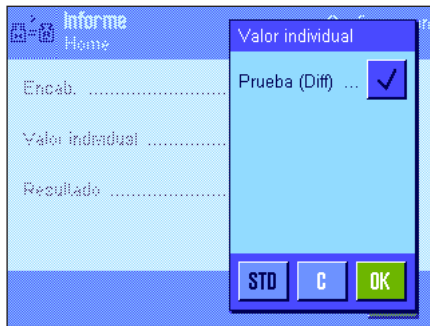 Informe
Home
Encab. ....................
Valor individual ...............
Resultado ......................
Valor individual
Prueba (Diff) ...
STD
C
OK